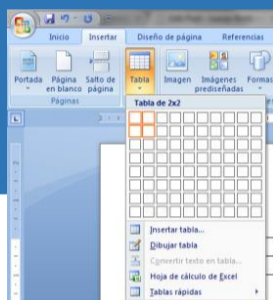 Inicio Insertar Diseño de página Referencias
Portada Página en blanco Salto de página Tabla Imagen Imágenes prediseñadas Formas
Páginas
Tabla de 2x2
Insertar tabla...
Dibujar tabla
Convertir texto en tabla...
Hoja de cálculo de Excel
Tablas rápidas